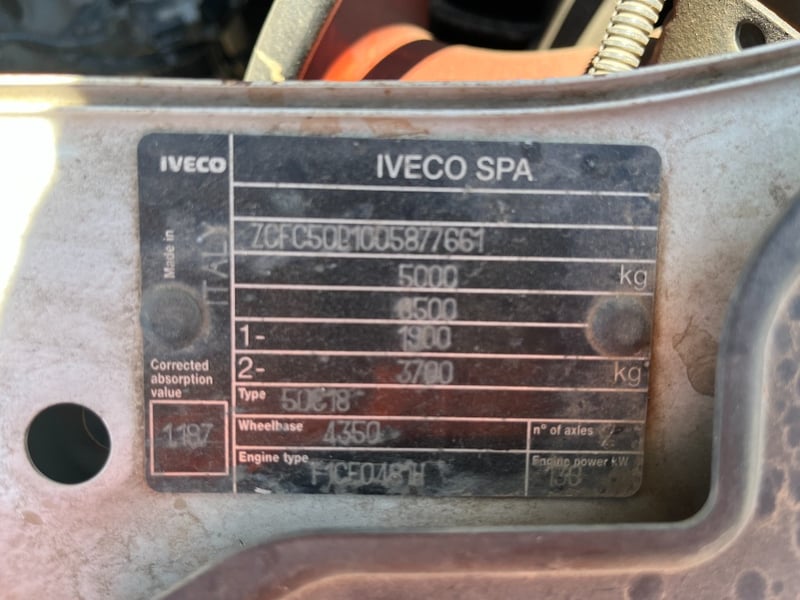 IVECO
IVECO SPA
ZCFC50D1005877661
5000 kg
1- 1900
2- 3700 kg
Made in
ITALY
Corrected
absorption
value
1.187
Type 50C18
Wheelbase 4350
n° of axles 2
Engine type F1CE0481H
Engine power kW
130